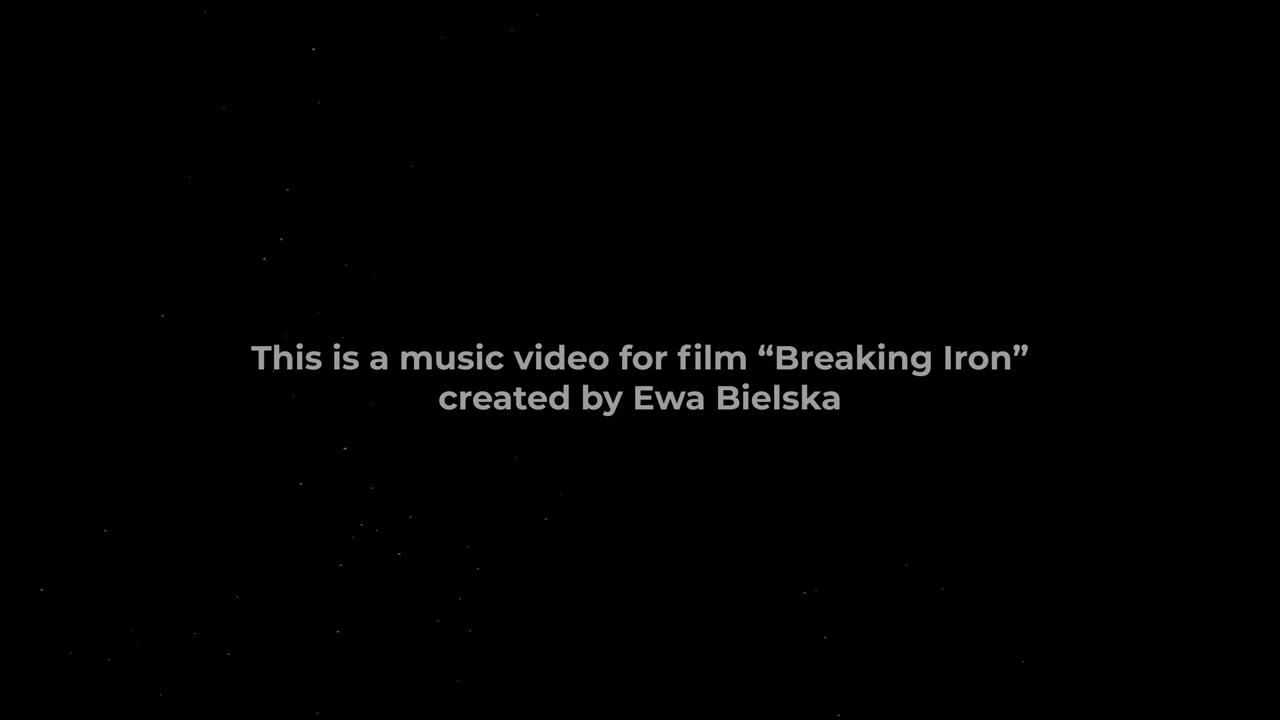 This is a music video for film “Breaking Iron”
created by Ewa Bielska